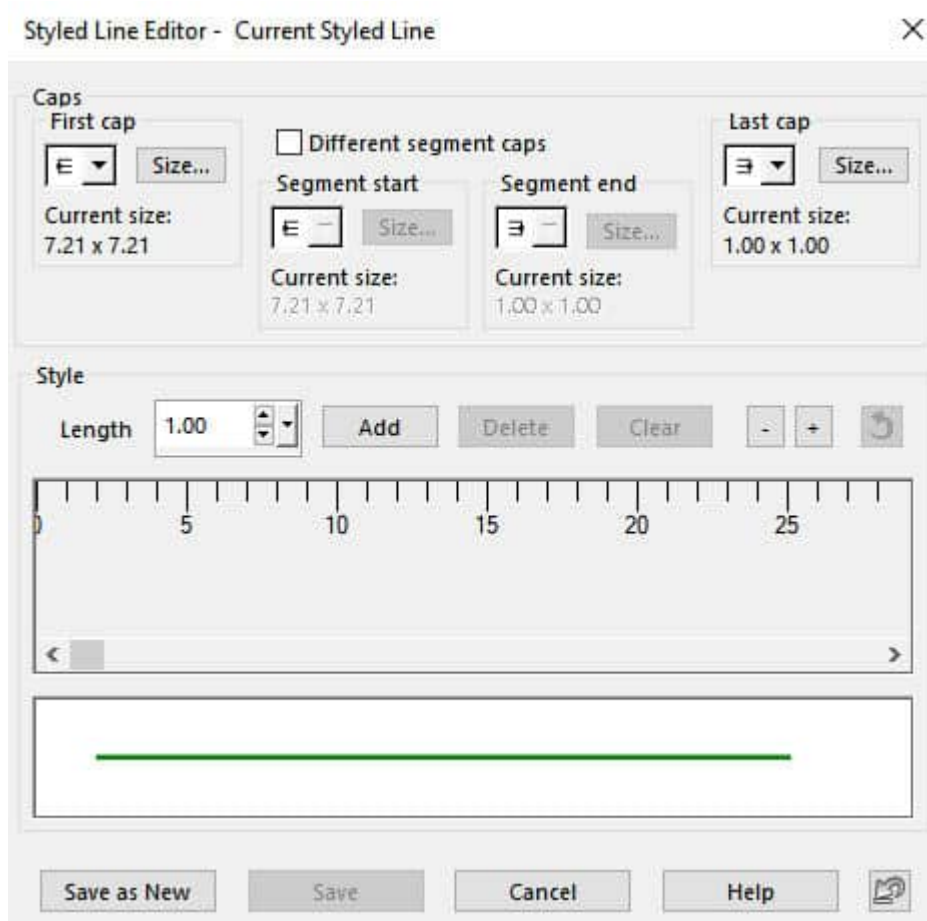 Styled Line Editor - Current Styled Line
Caps
First cap
Size...
Current size:
7.21 x 7.21
Different segment caps
Segment start
Size...
Current size:
7.21 x 7.21
Segment end
Size...
Current size:
1.00 x 1.00
Last cap
Size...
Current size:
1.00 x 1.00
Style
Length 1.00 Add Delete Clear - +
0 5 10 15 20 25
Save as New Save Cancel Help